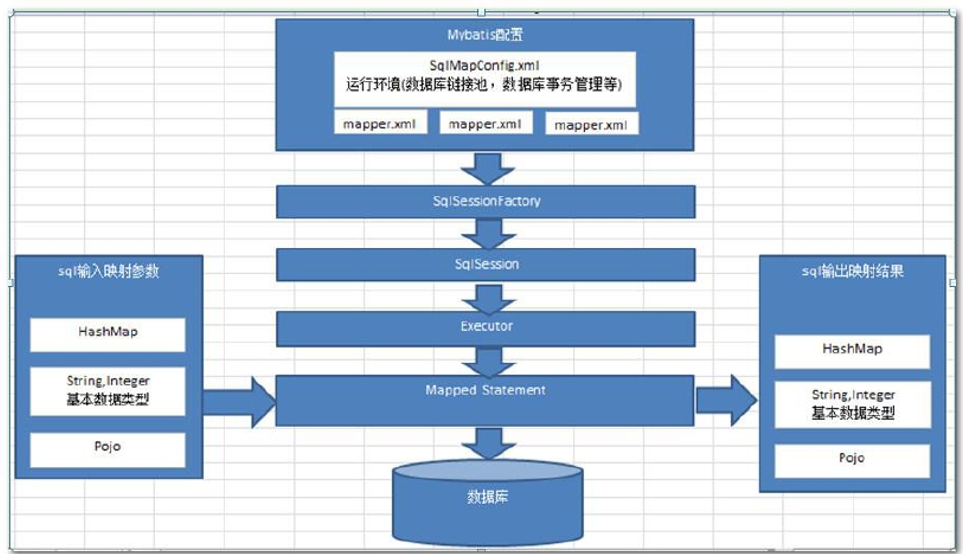 Mybatis配置
SqlMapConfig.xml
运行环境(数据库链接池，数据库事务管理等)
mapper.xml
mapper.xml
mapper.xml
SqlSessionFactory
SqlSession
Executor
Mapped Statement
数据库
sql输入映射参数
HashMap
String,Integer
基本数据类型
Pojo
sql输出映射结果
HashMap
String,Integer
基本数据类型
Pojo